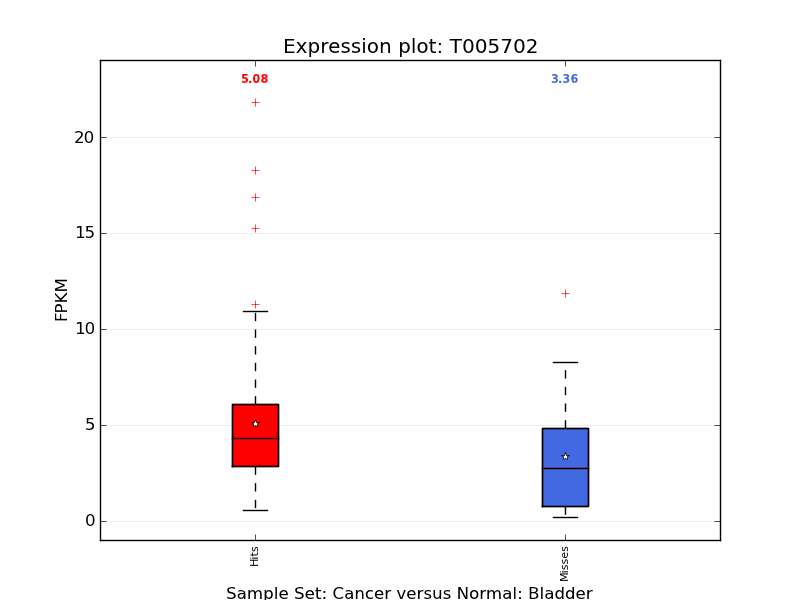 Expression plot: T005702
5.08
3.36
20
15
10
5
0
FPKM
Hits
Misses
Sample Set: Cancer versus Normal: Bladder